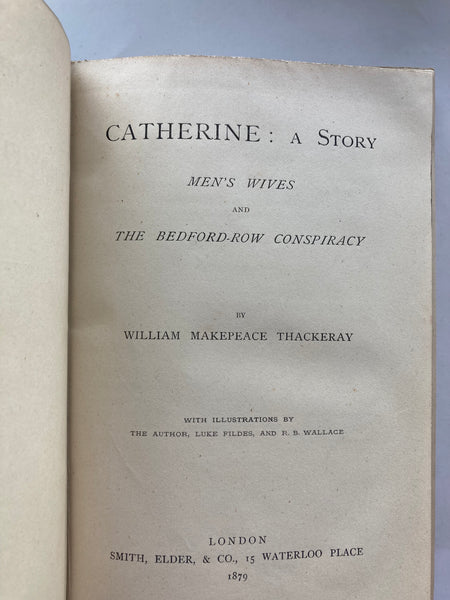 CATHERINE: A STORY
MEN'S WIVES
AND
THE BEDFORD-ROW CONSPIRACY
BY
WILLIAM MAKEPEACE THACKERAY
WITH ILLUSTRATIONS BY
THE AUTHOR, LUKE FILDES, AND R. B. WALLACE
LONDON
SMITH, ELDER, & CO., 15 WATERLOO PLACE
1879